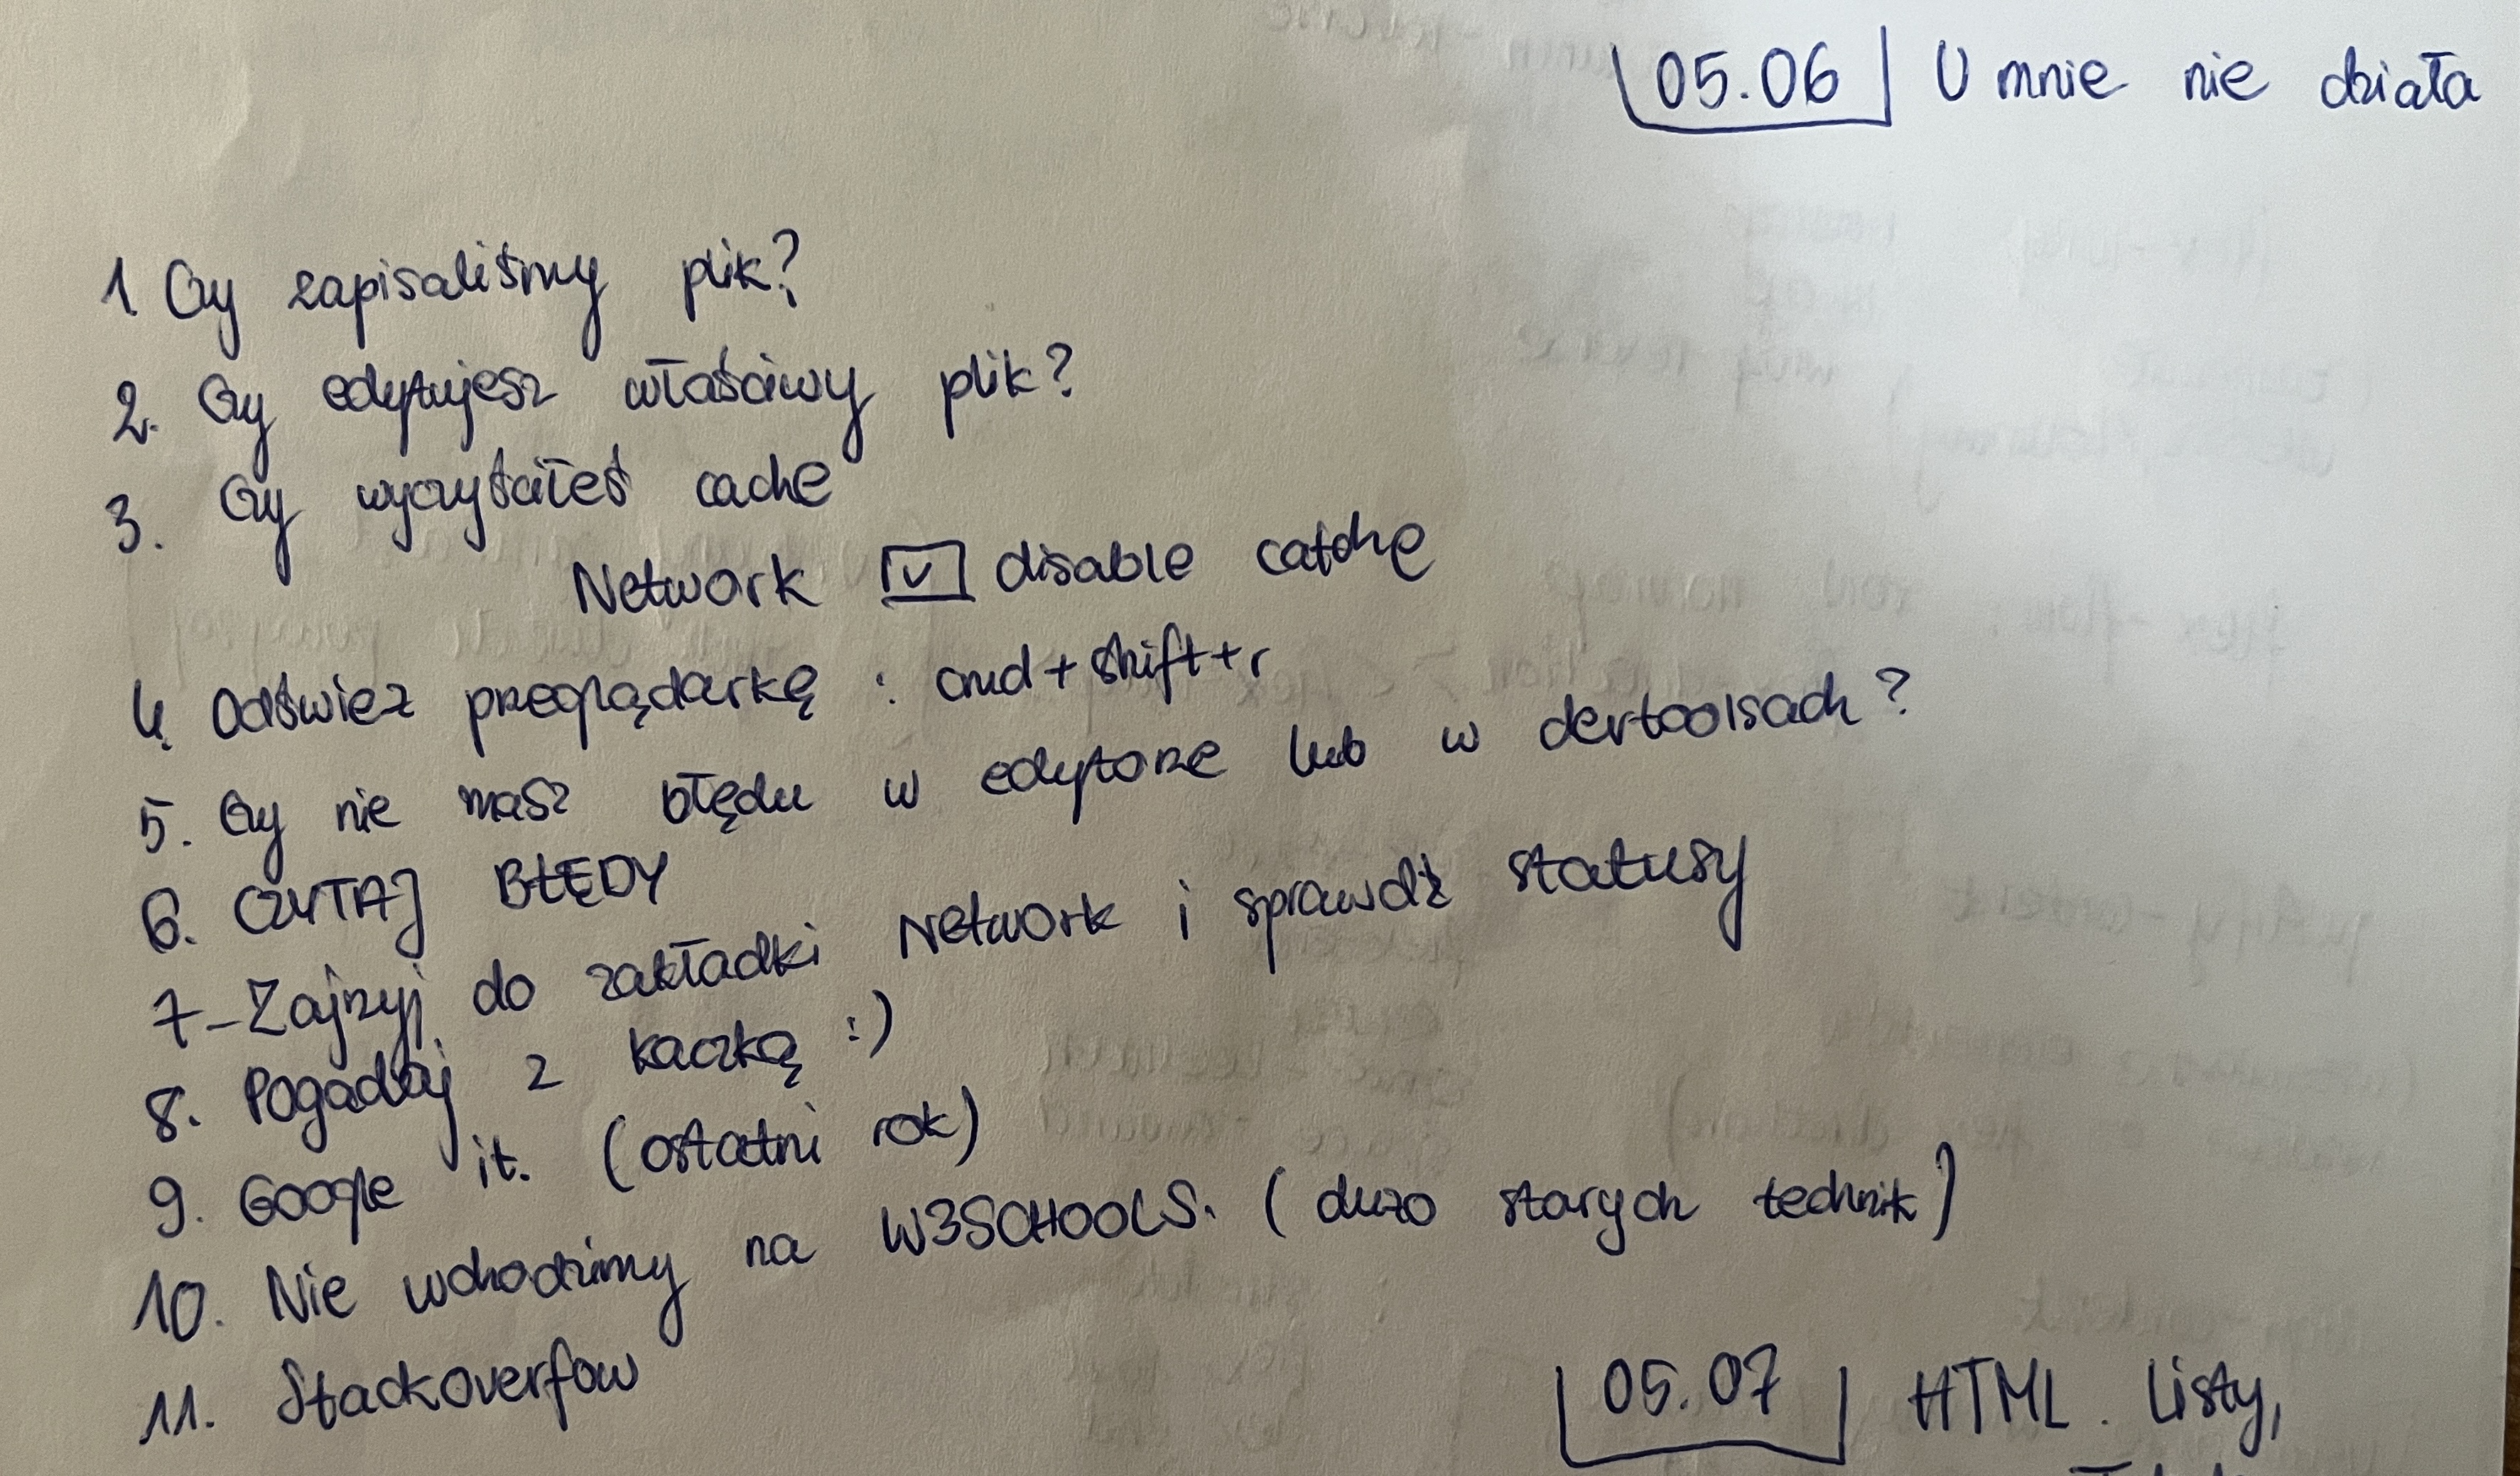 05.06 U mnie nie działa
1. Czy zapisaliśmy plik?
2. Czy edytujesz właściwy plik?
3. Czy wyczyściłeś cache
Network ☑ disable catche
4. Odśwież przeglądarkę : cmd+shift+r
5. Czy nie masz błędu w edytorze lub w devtoolsach?
6. CZYTAJ BŁĘDY
7. Zajrzyj do zakładki Network i sprawdź statusy
8. Pogadaj z kaczką :)
9. Google it. (ostatni rok)
10. Nie wchodzimy na W3SCHOOLS. (dużo starych technik)
11. Stackoverfow
05.07 HTML. Listy,